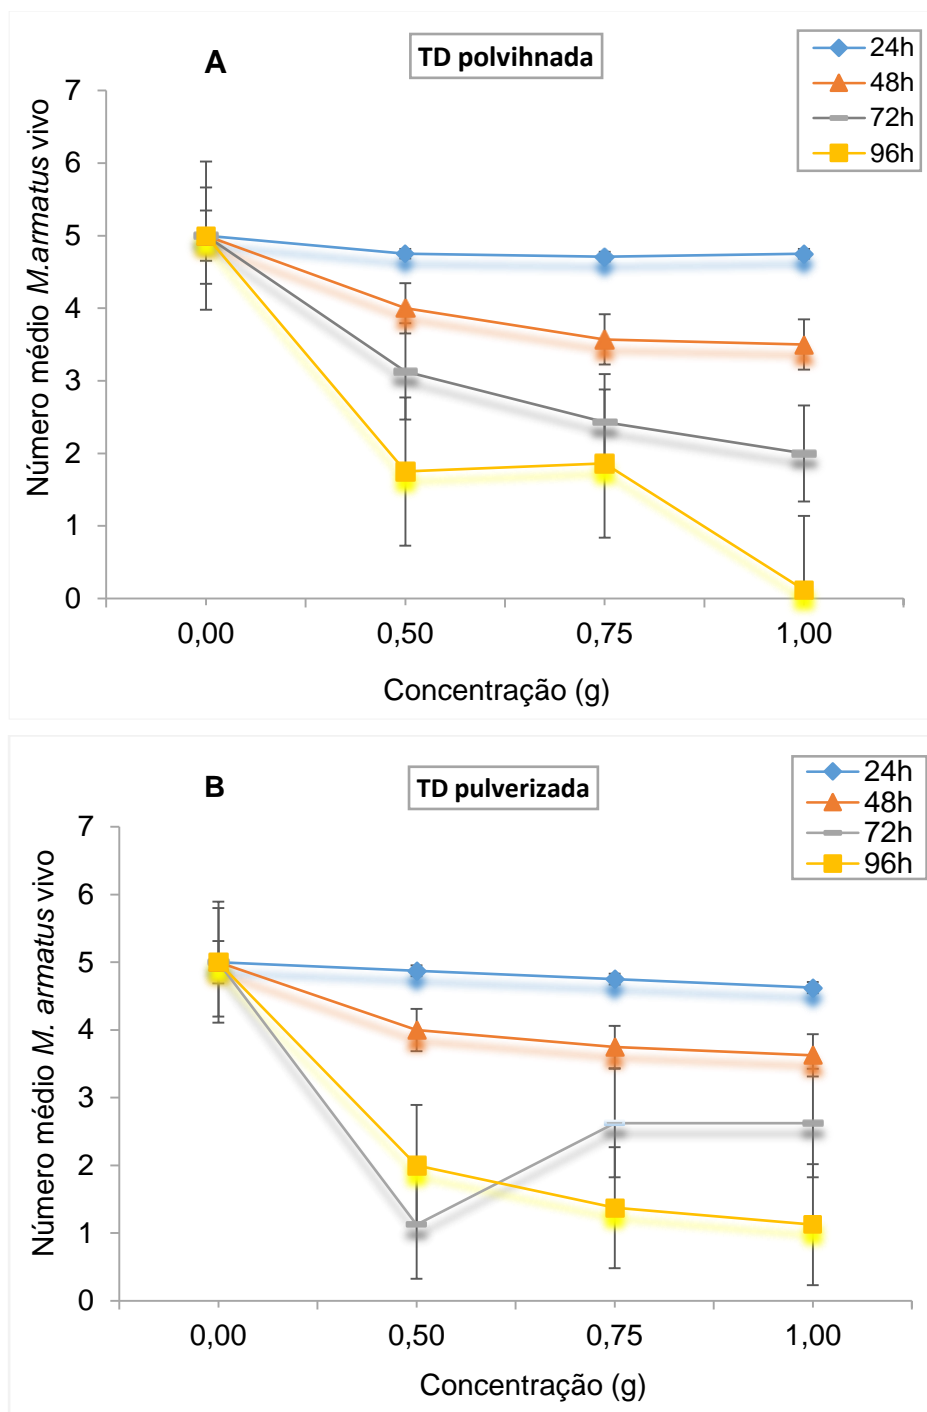 A
TD polvihnada
24h
48h
72h
96h
Número médio M.armatus vivo
7
6
5
4
3
2
1
0
0,00 0,50 0,75 1,00
Concentração (g)
B
TD pulverizada
24h
48h
72h
96h
Número médio M. armatus vivo
7
6
5
4
3
2
1
0
0,00 0,50 0,75 1,00
Concentração (g)